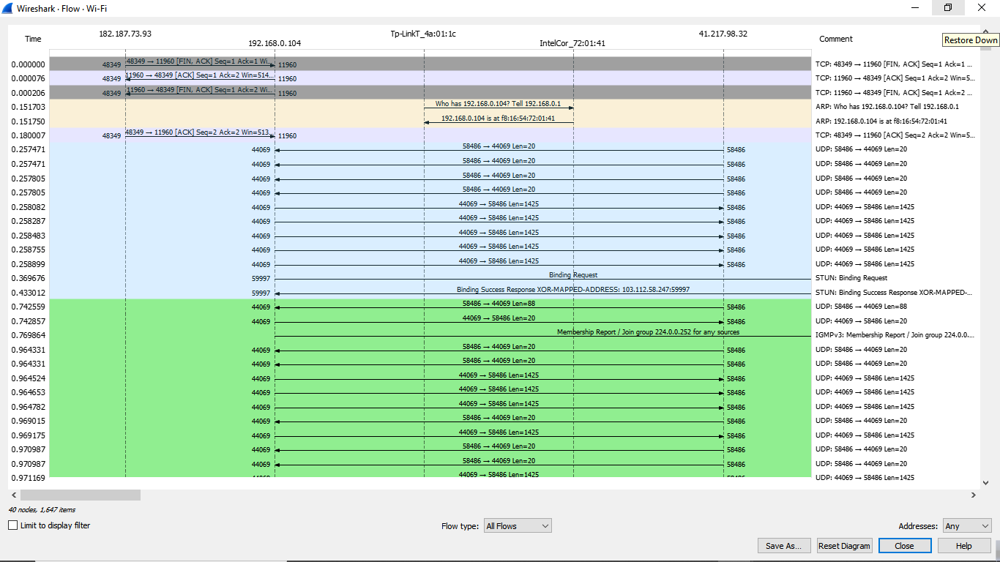 Wireshark · Flow · Wi-Fi
Restore Down
Time 182.187.73.93 192.168.0.104 Tp-LinkT_4a:01:1c IntelCor_72:01:41 41.217.98.32 Comment
0.000000 48349 48349 → 11960 [FIN, ACK] Seq=1 Ack=1 Wi... 11960 TCP: 48349 → 11960 [FIN, ACK] Seq=1 Ack=1 ...
0.000076 48349 11960 → 48349 [ACK] Seq=1 Ack=2 Win=514... 11960 TCP: 11960 → 48349 [ACK] Seq=1 Ack=2 Win=5...
0.000206 48349 11960 → 48349 [FIN, ACK] Seq=1 Ack=2 Wi... 11960 TCP: 11960 → 48349 [FIN, ACK] Seq=1 Ack=2 ...
0.151703 Who has 192.168.0.104? Tell 192.168.0.1 ARP: Who has 192.168.0.104? Tell 192.168.0.1
0.151750 192.168.0.104 is at f8:16:54:72:01:41 ARP: 192.168.0.104 is at f8:16:54:72:01:41
0.180007 48349 48349 → 11960 [ACK] Seq=2 Ack=2 Win=513... 11960 TCP: 48349 → 11960 [ACK] Seq=2 Ack=2 Win=5...
0.257471 44069 58486 → 44069 Len=20 58486 UDP: 58486 → 44069 Len=20
0.257471 44069 58486 → 44069 Len=20 58486 UDP: 58486 → 44069 Len=20
0.257805 44069 58486 → 44069 Len=20 58486 UDP: 58486 → 44069 Len=20
0.257805 44069 58486 → 44069 Len=20 58486 UDP: 58486 → 44069 Len=20
0.258082 44069 44069 → 58486 Len=1425 58486 UDP: 44069 → 58486 Len=1425
0.258287 44069 44069 → 58486 Len=1425 58486 UDP: 44069 → 58486 Len=1425
0.258483 44069 44069 → 58486 Len=1425 58486 UDP: 44069 → 58486 Len=1425
0.258755 44069 44069 → 58486 Len=1425 58486 UDP: 44069 → 58486 Len=1425
0.258899 44069 44069 → 58486 Len=1425 58486 UDP: 44069 → 58486 Len=1425
0.369676 59997 Binding Request STUN: Binding Request
0.433012 59997 Binding Success Response XOR-MAPPED-ADDRESS: 103.112.58.247:59997 STUN: Binding Success Response XOR-MAPPED-...
0.742559 44069 58486 → 44069 Len=88 58486 UDP: 58486 → 44069 Len=88
0.742857 44069 44069 → 58486 Len=20 58486 UDP: 44069 → 58486 Len=20
0.769864 Membership Report / Join group 224.0.0.252 for any sources IGMPv3: Membership Report / Join group 224.0.0....
0.964331 44069 58486 → 44069 Len=20 58486 UDP: 58486 → 44069 Len=20
0.964331 44069 58486 → 44069 Len=20 58486 UDP: 58486 → 44069 Len=20
0.964524 44069 44069 → 58486 Len=1425 58486 UDP: 44069 → 58486 Len=1425
0.964653 44069 44069 → 58486 Len=1425 58486 UDP: 44069 → 58486 Len=1425
0.964782 44069 44069 → 58486 Len=1425 58486 UDP: 44069 → 58486 Len=1425
0.969015 44069 58486 → 44069 Len=20 58486 UDP: 58486 → 44069 Len=20
0.969175 44069 44069 → 58486 Len=1425 58486 UDP: 44069 → 58486 Len=1425
0.970987 44069 58486 → 44069 Len=20 58486 UDP: 58486 → 44069 Len=20
0.970987 44069 58486 → 44069 Len=20 58486 UDP: 58486 → 44069 Len=20
0.971169 44069 → 58486 Len=1425 UDP: 44069 → 58486 Len=1425
40 nodes, 1,647 items
Limit to display filter Flow type: All Flows Addresses: Any
Save As... Reset Diagram Close Help